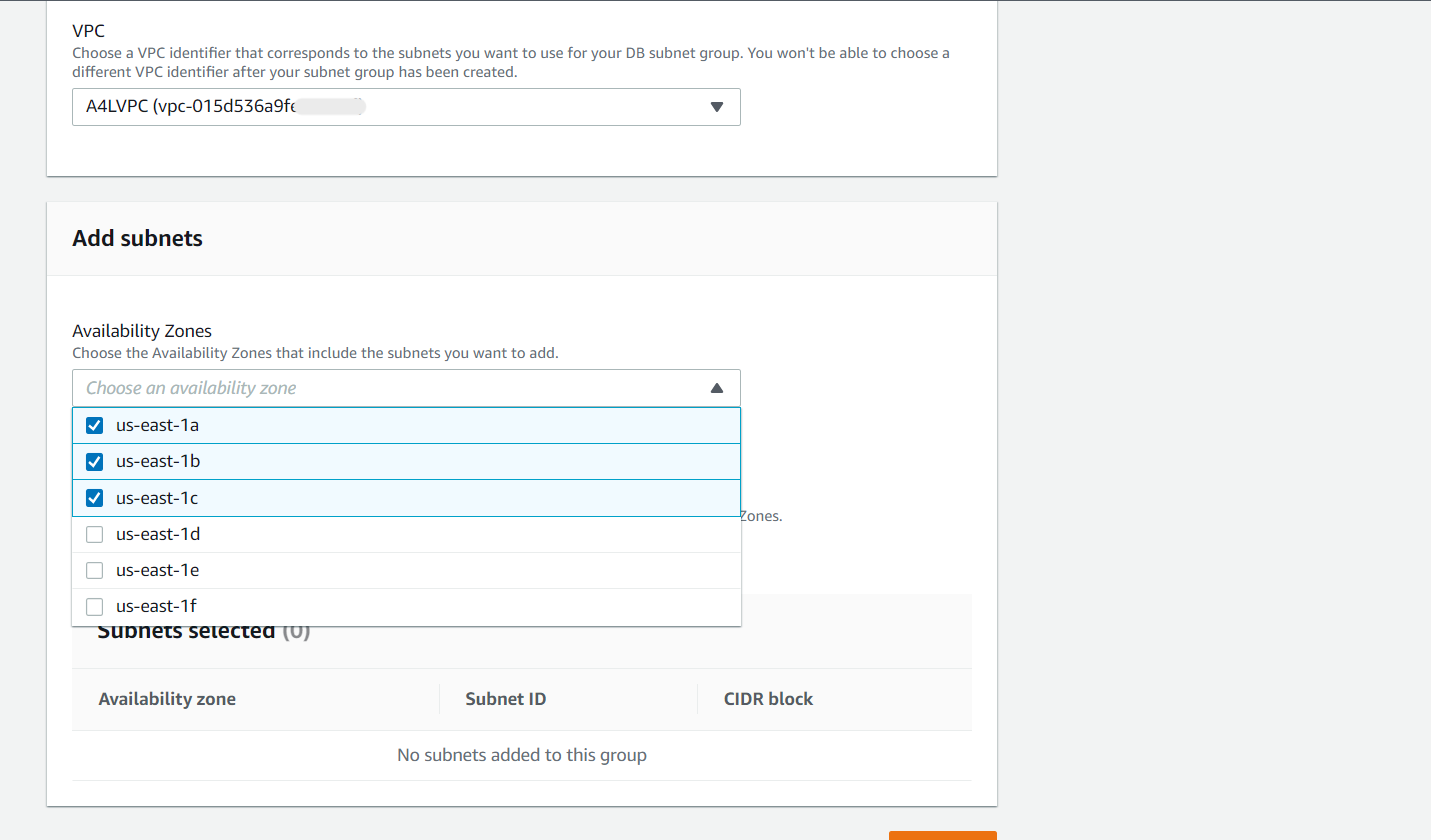 VPC
Choose a VPC identifier that corresponds to the subnets you want to use for your DB subnet group. You won't be able to choose a
different VPC identifier after your subnet group has been created.
A4LVPC (vpc-015d536a9fe
Add subnets
Availability Zones
Choose the Availability Zones that include the subnets you want to add.
Choose an availability zone
us-east-1a
us-east-1b
us-east-1c
Zones.
us-east-1d
us-east-1e
us-east-1f
Subnets selected (0)
Availability zone Subnet ID CIDR block
No subnets added to this group